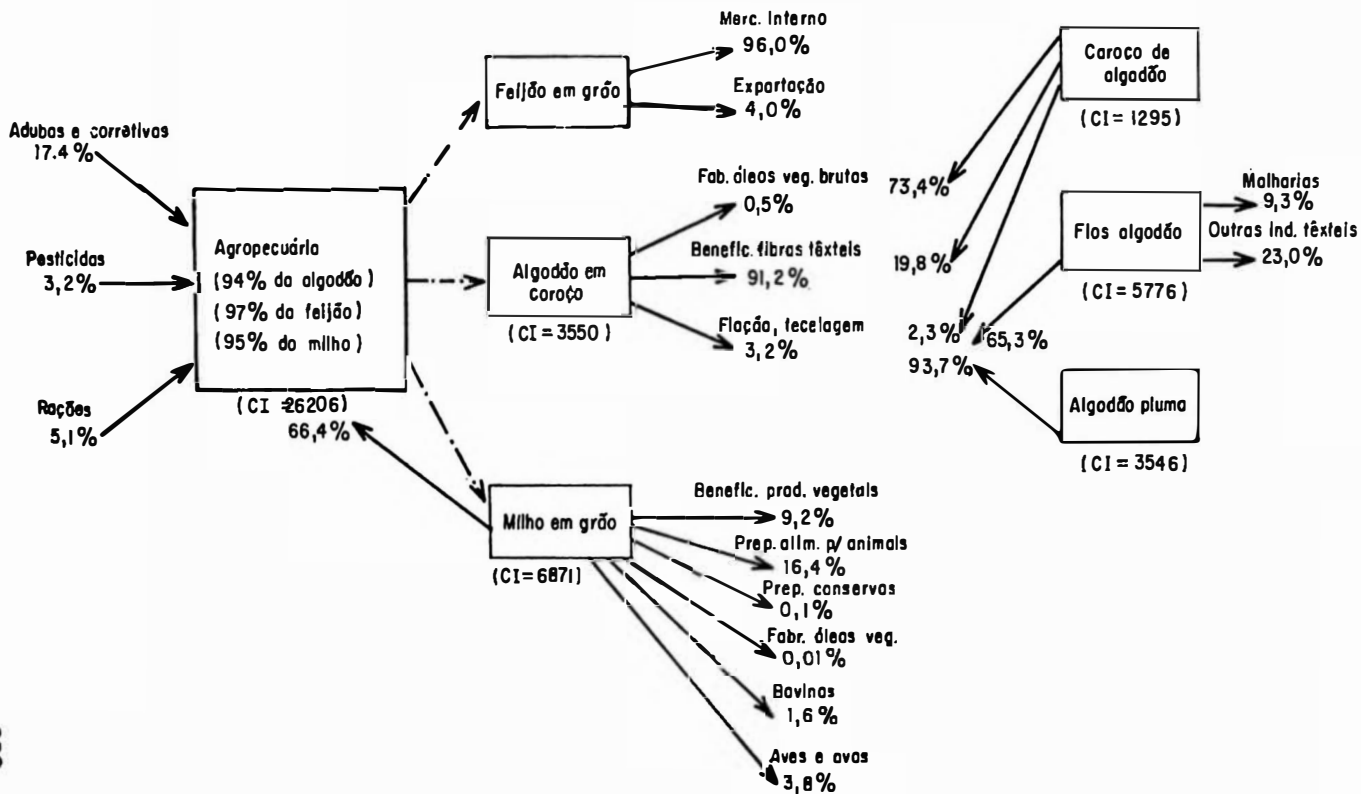 Merc. Interno
96,0%
Feijão em grão
Exportação
4,0%
Caroço de
algodão
(CI=1295)
Adubos e corretivos
17.4%
Pesticidas
3,2%
Rações
5,1%
Agropecuária
(94% do algodão)
(97% do feijão)
(95% do milho)
(CI=26206)
66,4%
Algodão em
caroço
(CI=3550)
Fab. óleos veg. brutos
0,5%
Benefic. fibras têxteis
91,2%
Fiação, tecelagem
3,2%
73,4%
19,8%
2,3%
65,3%
93,7%
Fios algodão
(CI=5776)
Malharias
9,3%
Outras ind. têxteis
23,0%
Algodão pluma
(CI=3546)
Milho em grão
(CI=6871)
Benefic. prod. vegetais
9,2%
Prep. alim. p/ animais
16,4%
Prep. conservas
0,1%
Fabr. óleos veg.
0,01%
Bovinos
1,6%
Aves e ovos
3,8%